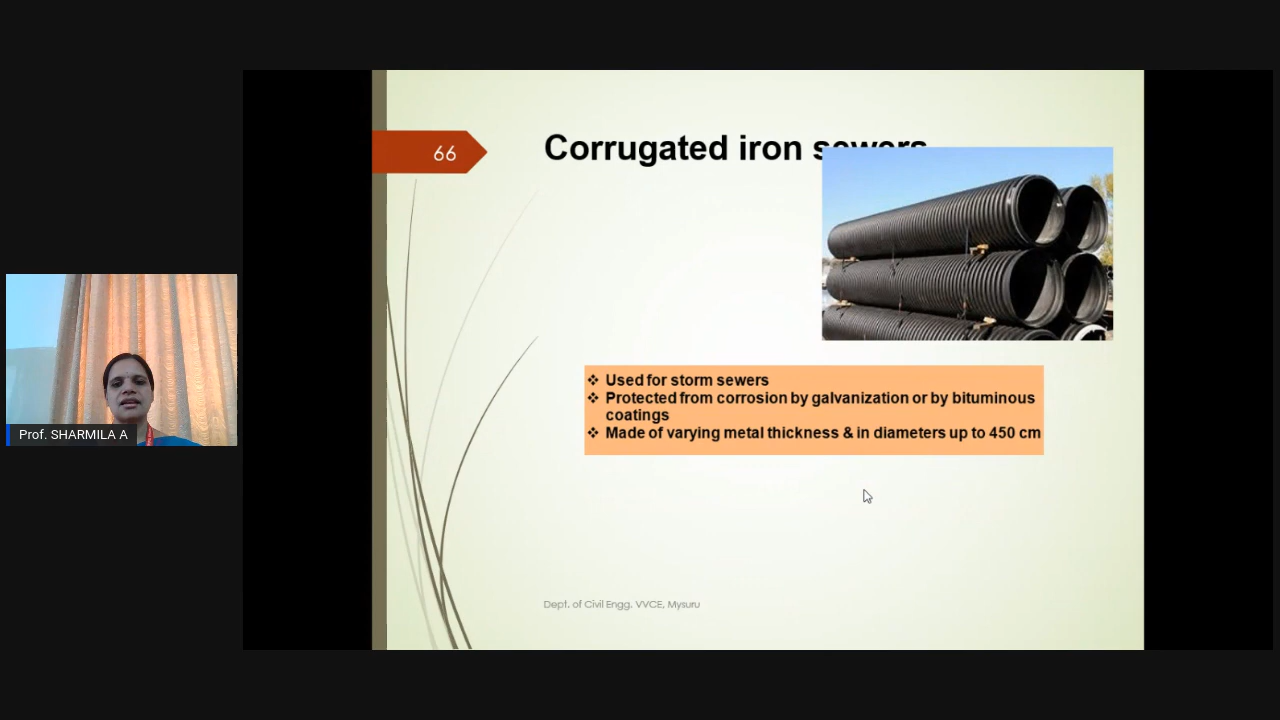 66
Corrugated iron sewers
❖ Used for storm sewers
❖ Protected from corrosion by galvanization or by bituminous
coatings
❖ Made of varying metal thickness & in diameters up to 450 cm
Prof. SHARMILA A
Dept. of Civil Engg. VVCE, Mysuru